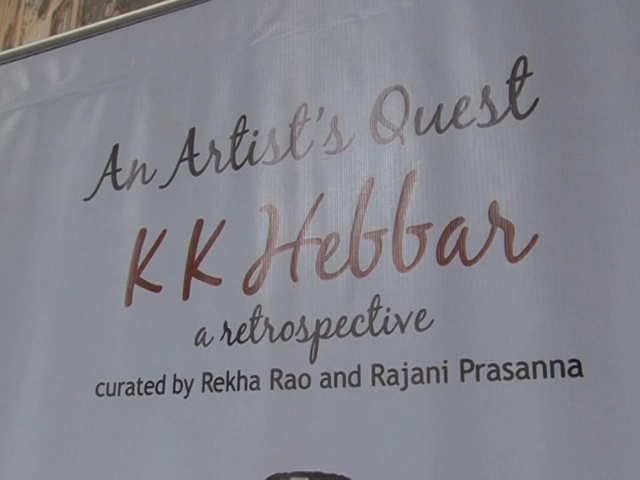 An Artist's Quest
K K Hebbar
a retrospective
curated by Rekha Rao and Rajani Prasanna